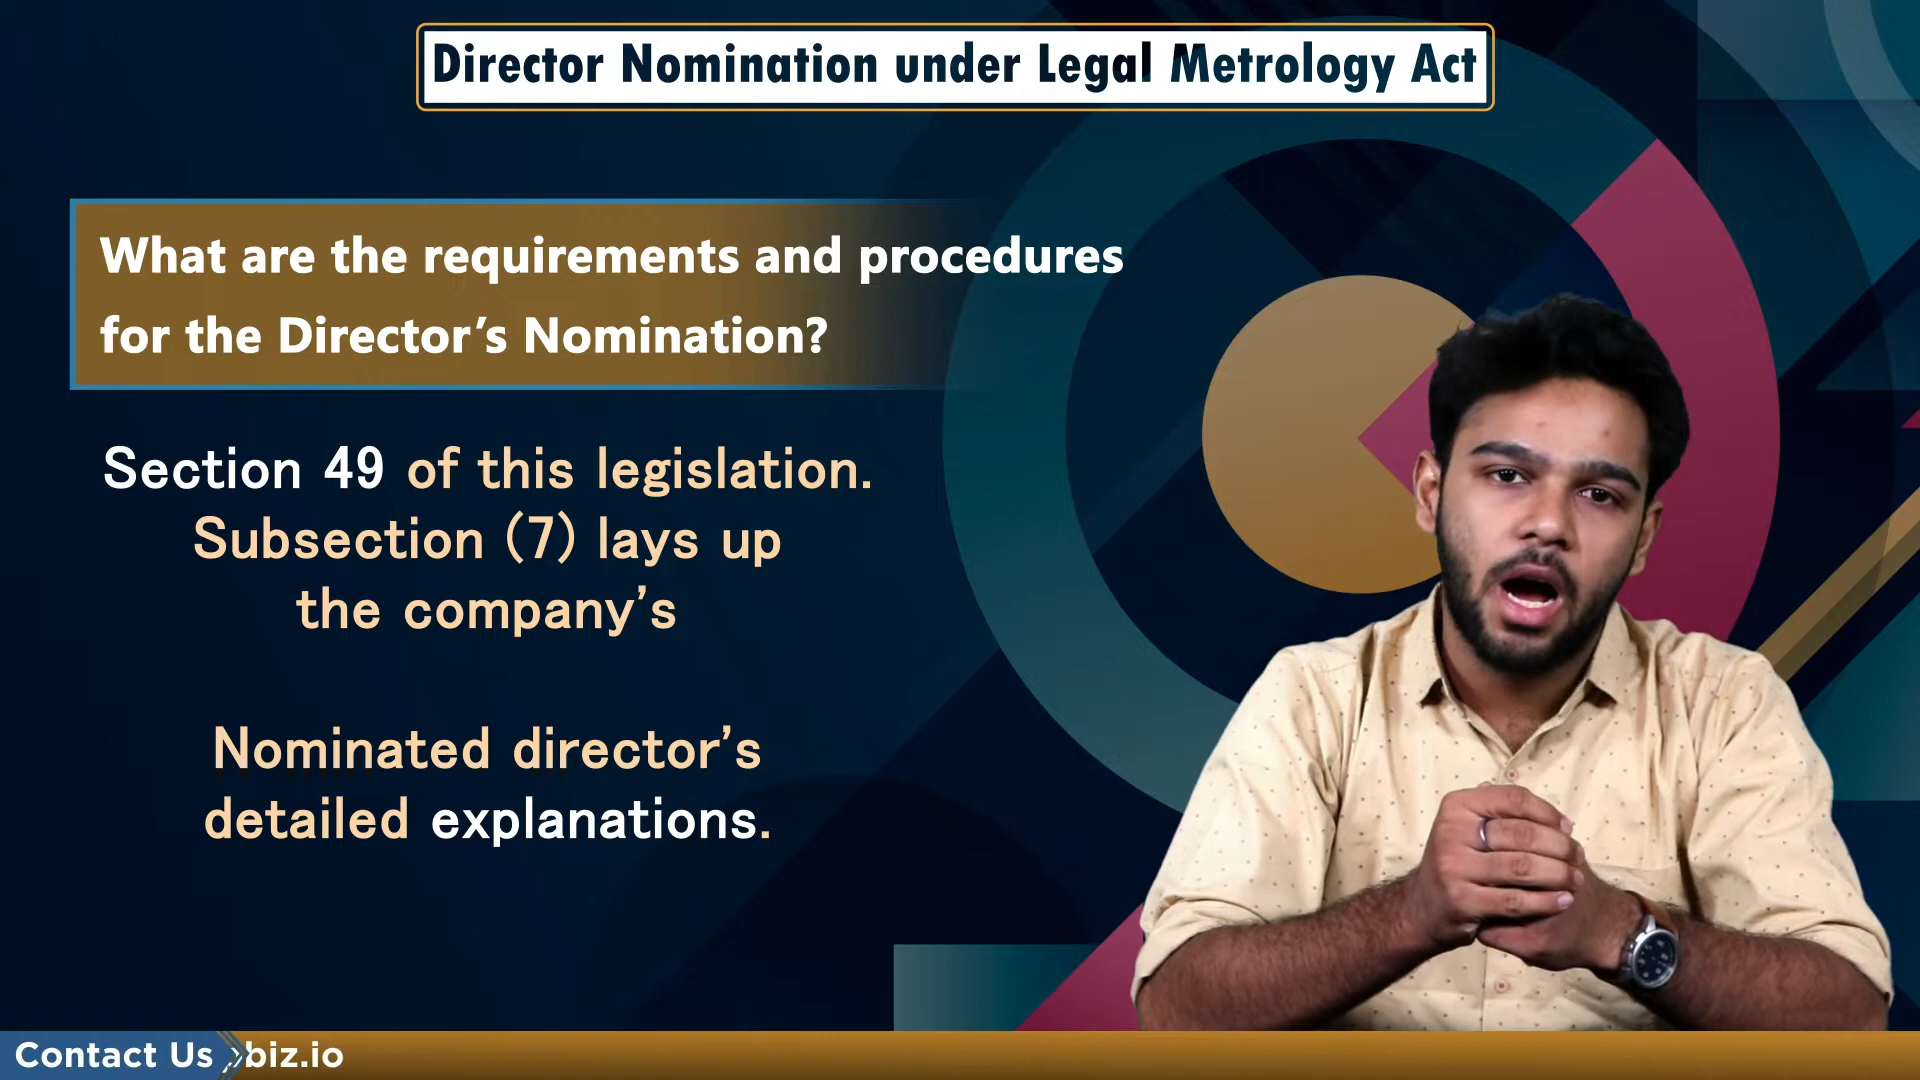 Director Nomination under Legal Metrology Act
What are the requirements and procedures
for the Director's Nomination?
Section 49 of this legislation.
Subsection (7) lays up
the company's
Nominated director's
detailed explanations.
Contact Us
biz.io